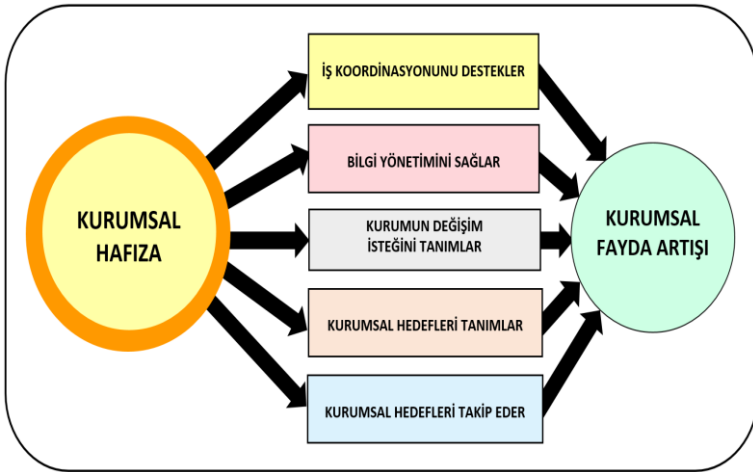 KURUMSAL
HAFIZA
İŞ KOORDİNASYONUNU DESTEKLER
BİLGİ YÖNETİMİNİ SAĞLAR
KURUMUN DEĞİŞİM
İSTEĞİNİ TANIMLAR
KURUMSAL HEDEFLERİ TANIMLAR
KURUMSAL HEDEFLERİ TAKİP EDER
KURUMSAL
FAYDA ARTIŞI